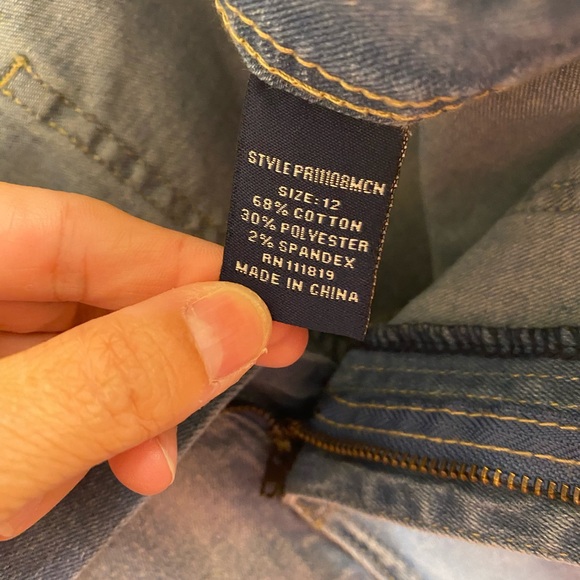 STYLE PR11108MCN
SIZE: 12
68% COTTON
30% POLYESTER
2% SPANDEX
RN 111819
MADE IN CHINA